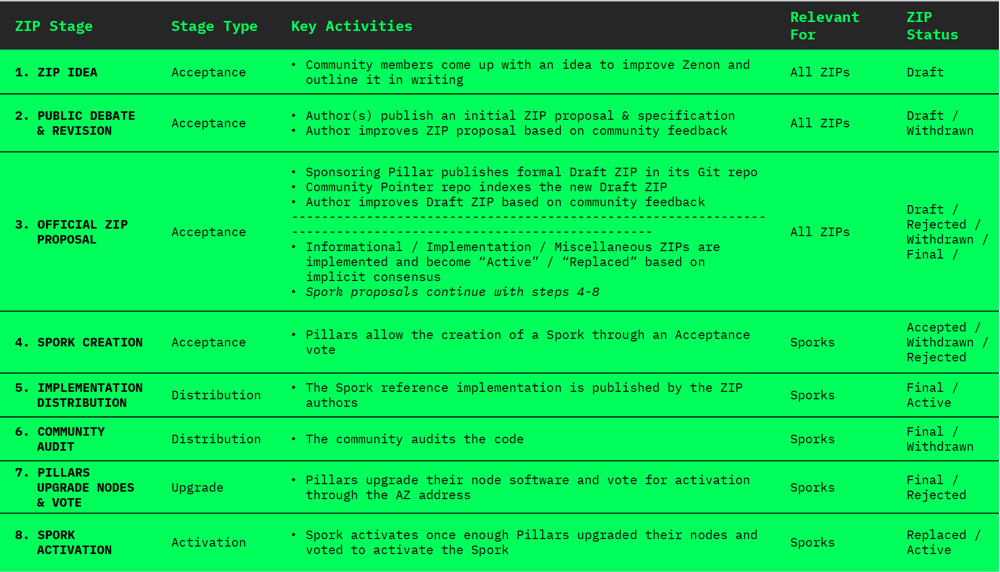 ZIP Stage
Stage Type
Key Activities
Relevant
For
ZIP
Status
1. ZIP IDEA
Acceptance
• Community members come up with an idea to improve Zenon and
outline it in writing
All ZIPs
Draft
2. PUBLIC DEBATE
& REVISION
Acceptance
• Author(s) publish an initial ZIP proposal & specification
• Author improves ZIP proposal based on community feedback
All ZIPs
Draft /
Withdrawn
3. OFFICIAL ZIP
PROPOSAL
Acceptance
• Sponsoring Pillar publishes formal Draft ZIP in its Git repo
• Community Pointer repo indexes the new Draft ZIP
• Author improves Draft ZIP based on community feedback
---------------------------------------------------------------
------------------------------------------------
• Informational / Implementation / Miscellaneous ZIPs are
implemented and become “Active” / “Replaced” based on
implicit consensus
• Spork proposals continue with steps 4-8
All ZIPs
Draft /
Rejected /
Withdrawn /
Final /
4. SPORK CREATION
Acceptance
• Pillars allow the creation of a Spork through an Acceptance
vote
Sporks
Accepted /
Withdrawn /
Rejected
5. IMPLEMENTATION
DISTRIBUTION
Distribution
• The Spork reference implementation is published by the ZIP
authors
Sporks
Final /
Active
6. COMMUNITY
AUDIT
Distribution
• The community audits the code
Sporks
Final /
Withdrawn
7. PILLARS
UPGRADE NODES
& VOTE
Upgrade
• Pillars upgrade their node software and vote for activation
through the AZ address
Sporks
Final /
Rejected
8. SPORK
ACTIVATION
Activation
• Spork activates once enough Pillars upgraded their nodes and
voted to activate the Spork
Sporks
Replaced /
Active